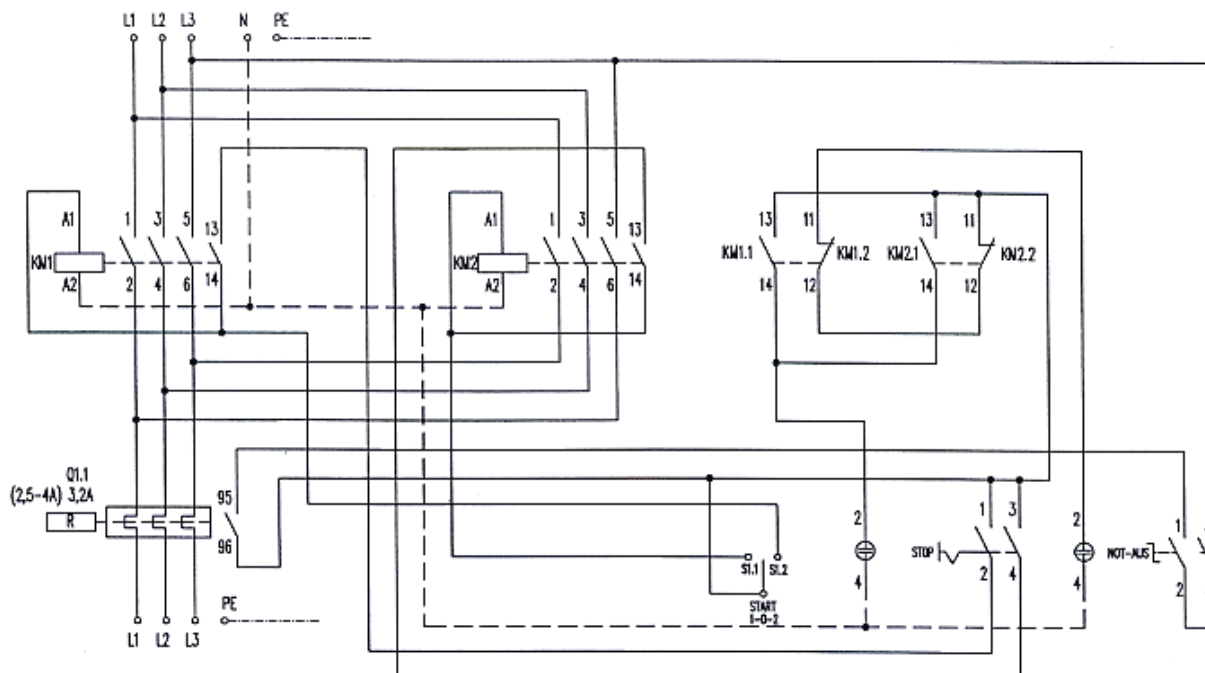 L1 L2 L3 N PE
A1 1 3 5 13 A1 1 3 5 13 13 11 13 11
KM1 KM2 KM1.1 KM1.2 KM2.1 KM2.2
A2 2 4 6 14 A2 2 4 6 14 14 12 14 12
Q1.1
(2,5-4A) 3,2A
R
95
96
1 3 2 2 1
STOP NOT-AUS
S1.1 S1.2 4 2 4 4 2
START
1-0-2
PE
L1 L2 L3